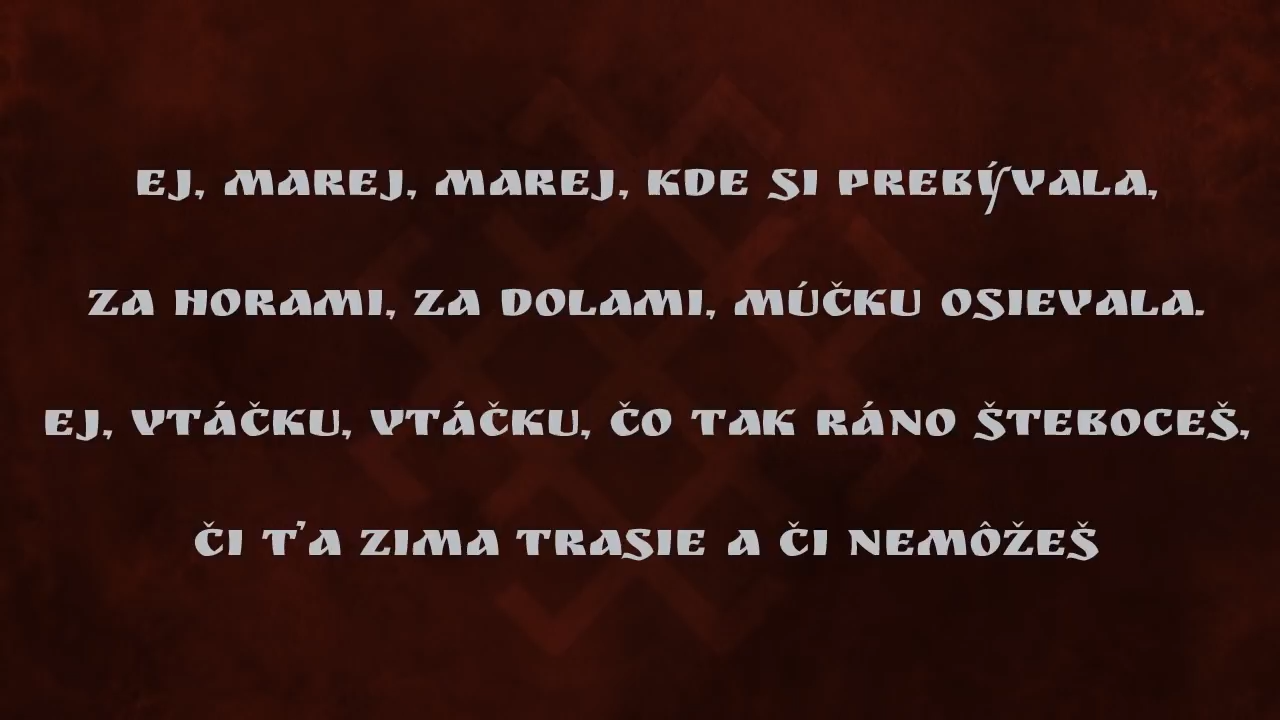 EJ, MAREJ, MAREJ, KDE SI PREBÝVALA,
ZA HORAMI, ZA DOLAMI, MÚČKU OSIEVALA.
EJ, VTÁČKU, VTÁČKU, ČO TAK RÁNO ŠTEBOCEŠ,
ČI ŤA ZIMA TRASIE A ČI NEMÔŽEŠ